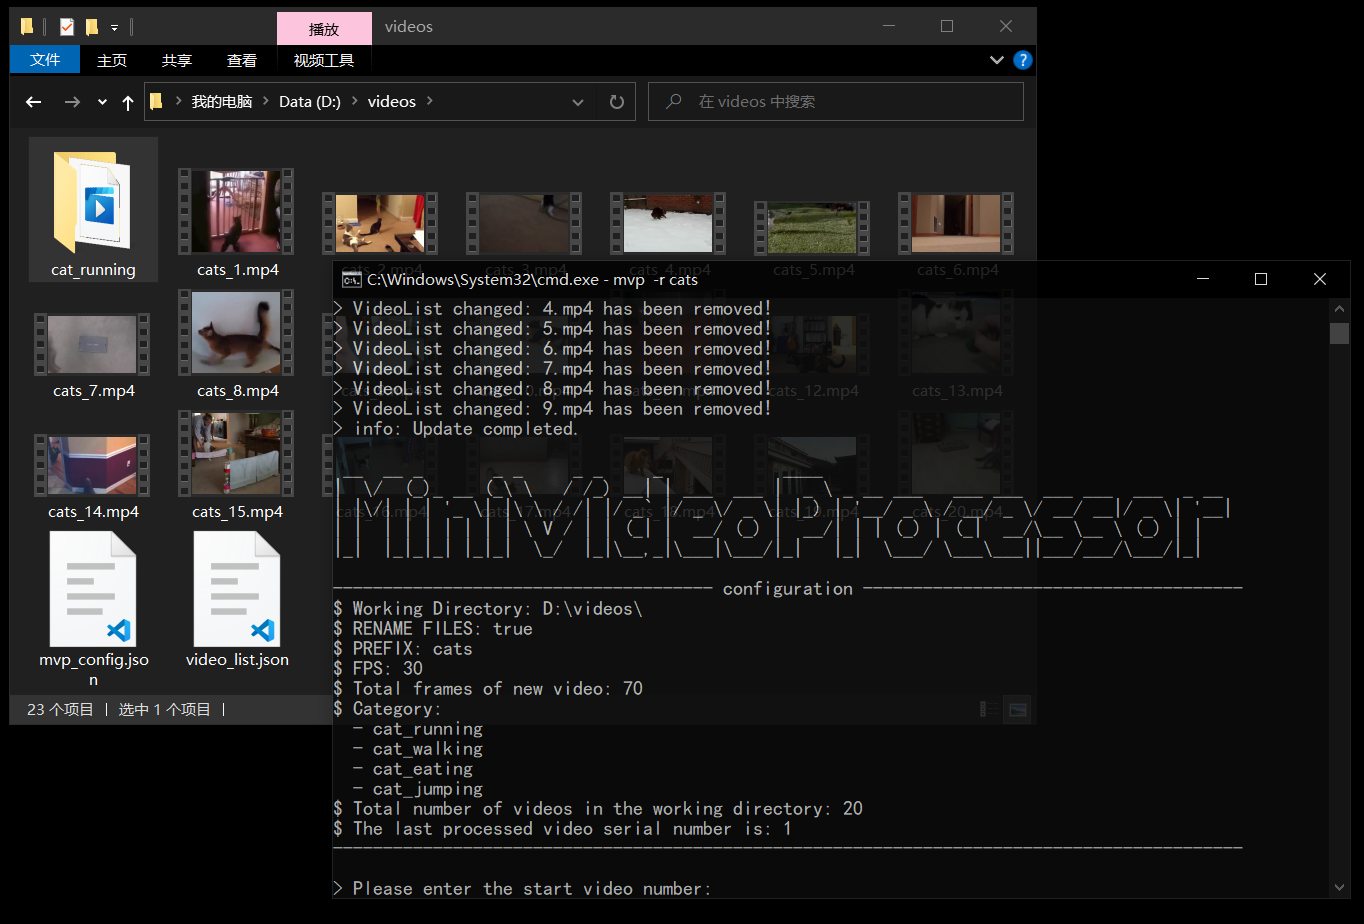 播放
videos
文件
主页
共享
查看
视频工具
我的电脑
Data (D:)
videos
在 videos 中搜索
cat_running
cats_1.mp4
cats_2.mp4
cats_3.mp4
cats_4.mp4
cats_5.mp4
cats_6.mp4
cats_7.mp4
cats_8.mp4
cats_12.mp4
cats_13.mp4
cats_14.mp4
cats_15.mp4
cats_16.mp4
cats_17.mp4
cats_18.mp4
cats_19.mp4
cats_20.mp4
mvp_config.jso
n
video_list.json
23 个项目
选中 1 个项目
C:\Windows\System32\cmd.exe - mvp  -r cats
> VideoList changed: 4.mp4 has been removed!
> VideoList changed: 5.mp4 has been removed!
> VideoList changed: 6.mp4 has been removed!
> VideoList changed: 7.mp4 has been removed!
> VideoList changed: 8.mp4 has been removed!
> VideoList changed: 9.mp4 has been removed!
> info: Update completed.
MiniVideoProcessor
-------------------------------------- configuration --------------------------------------
$ Working Directory: D:\videos\
$ RENAME FILES: true
$ PREFIX: cats
$ FPS: 30
$ Total frames of new video: 70
$ Category:
- cat_running
- cat_walking
- cat_eating
- cat_jumping
$ Total number of videos in the working directory: 20
$ The last processed video serial number is: 1
> Please enter the start video number: